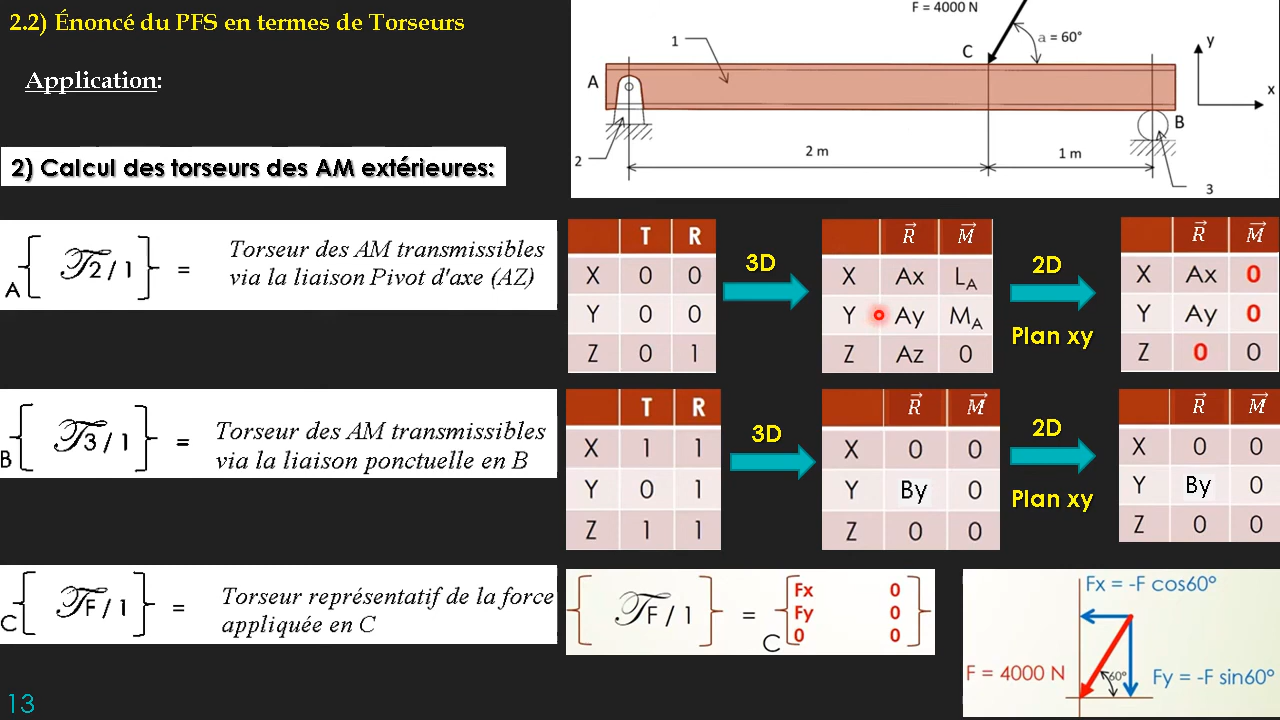 2.2) Énoncé du PFS en termes de Torseurs
Application:
F = 4000 N
1
C
a = 60°
y
A
x
B
2
2 m
1 m
3
2) Calcul des torseurs des AM extérieures:
A { T2/1 } =
Torseur des AM transmissibles
via la liaison Pivot d'axe (AZ)
T R
X 0 0
Y 0 0
Z 0 1
3D
R M
X Ax LA
Y Ay MA
Z Az 0
2D
Plan xy
R M
X Ax 0
Y Ay 0
Z 0 0
B { T3/1 } =
Torseur des AM transmissibles
via la liaison ponctuelle en B
T R
X 1 1
Y 0 1
Z 1 1
3D
R M
X 0 0
Y By 0
Z 0 0
2D
Plan xy
R M
X 0 0
Y By 0
Z 0 0
C { TF/1 } =
Torseur représentatif de la force
appliquée en C
{ TF/1 } =
C
Fx 0
Fy 0
0 0
Fx = -F cos60°
F = 4000 N
60°
Fy = -F sin60°
13